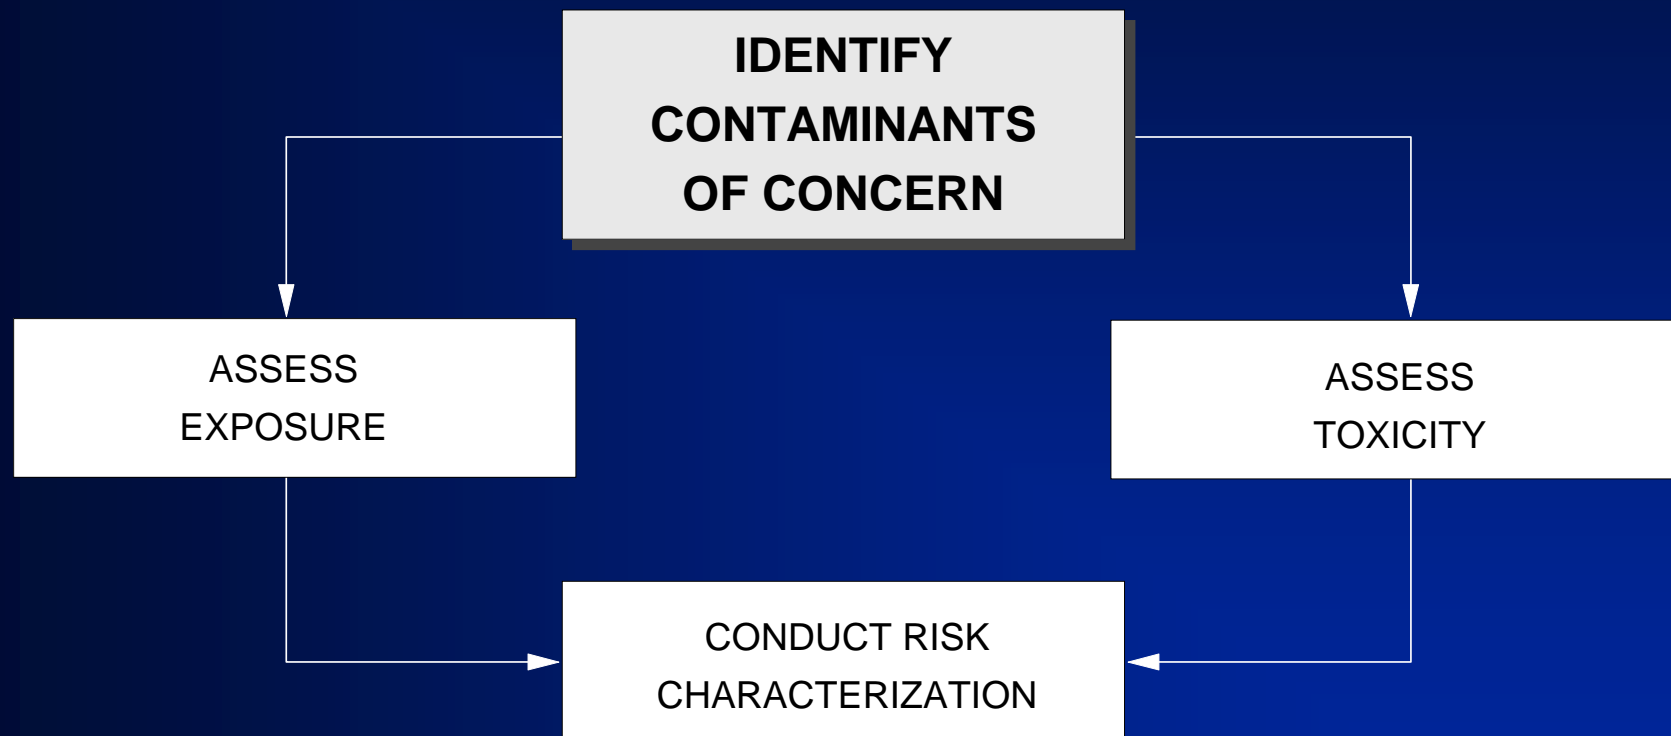 IDENTIFY
CONTAMINANTS
OF CONCERN
ASSESS
EXPOSURE
ASSESS
TOXICITY
CONDUCT RISK
CHARACTERIZATION